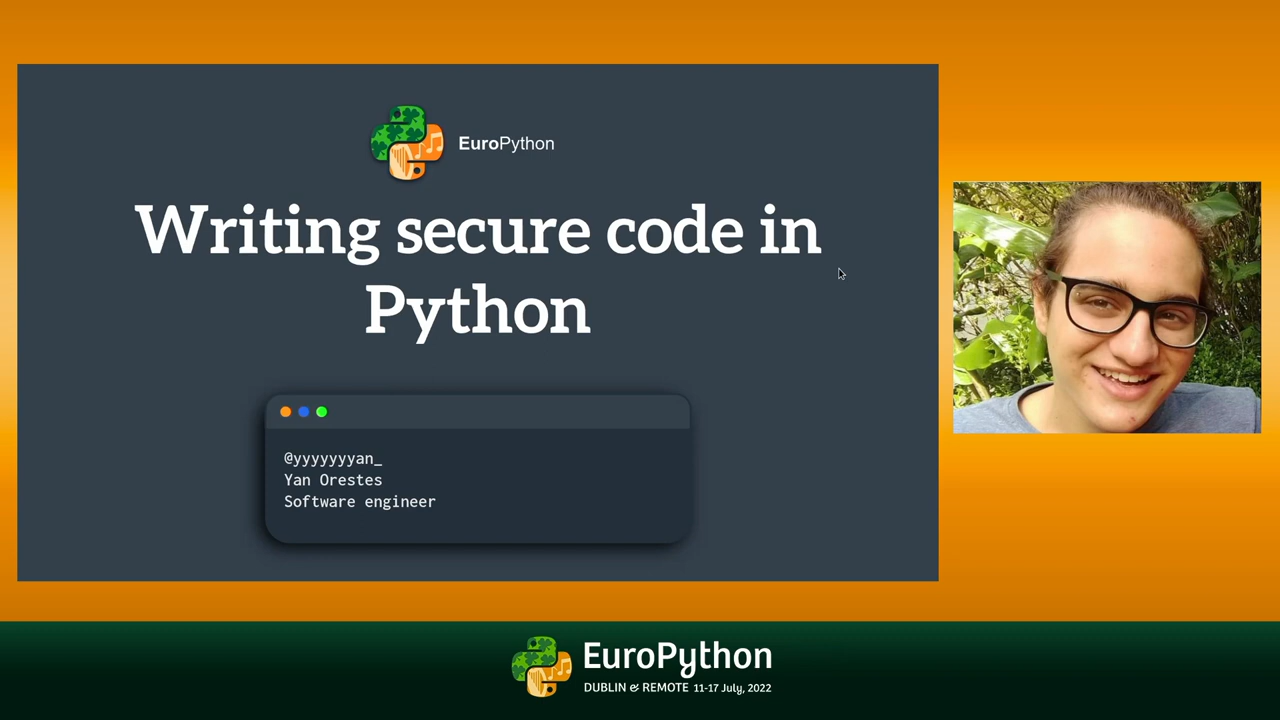 EuroPython
Writing secure code in
Python
@yyyyyyyan_
Yan Orestes
Software engineer
EuroPython
DUBLIN & REMOTE 11-17 July, 2022